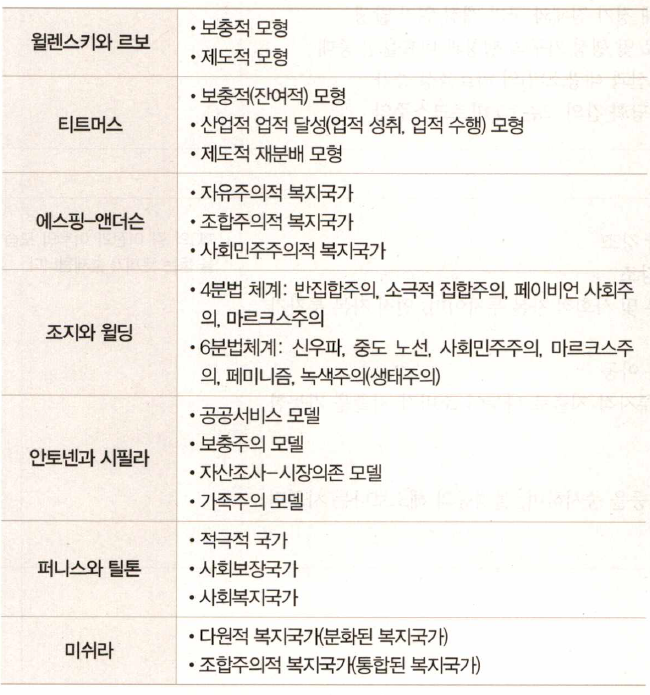 윌렌스키와 르보
• 보충적 모형
• 제도적 모형
티트머스
• 보충적(잔여적) 모형
• 산업적 업적 달성(업적 성취, 업적 수행) 모형
• 제도적 재분배 모형
에스핑-앤더슨
• 자유주의적 복지국가
• 조합주의적 복지국가
• 사회민주주의적 복지국가
조지와 윌딩
• 4분법 체계: 반집합주의, 소극적 집합주의, 페이비언 사회주
의, 마르크스주의
• 6분법체계: 신우파, 중도 노선, 사회민주주의, 마르크스주
의, 페미니즘, 녹색주의(생태주의)
안토넨과 시필라
• 공공서비스 모델
• 보충주의 모델
• 자산조사-시장의존 모델
• 가족주의 모델
퍼니스와 틸톤
• 적극적 국가
• 사회보장국가
• 사회복지국가
미쉬라
• 다원적 복지국가(분화된 복지국가)
• 조합주의적 복지국가(통합된 복지국가)